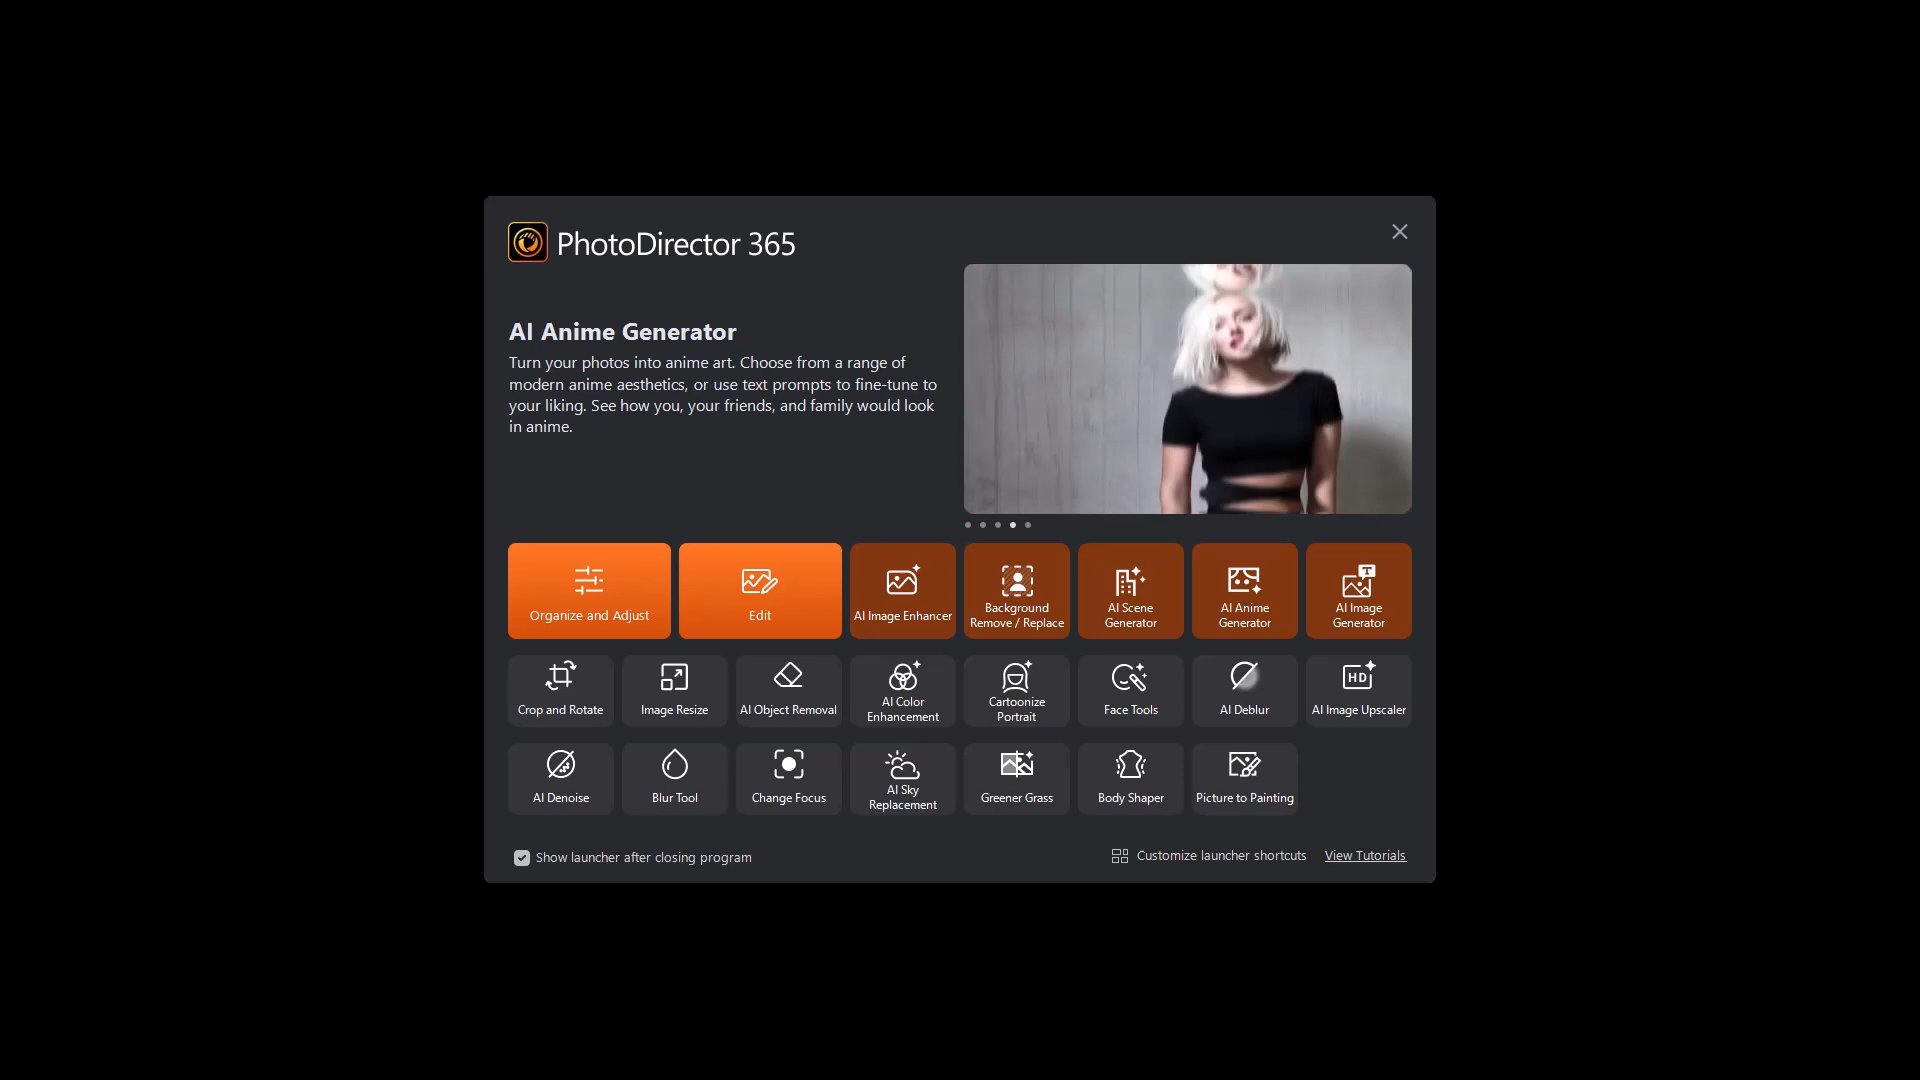 PhotoDirector 365
AI Anime Generator
Turn your photos into anime art. Choose from a range of
modern anime aesthetics, or use text prompts to fine-tune to
your liking. See how you, your friends, and family would look
in anime.
Organize and Adjust
Edit
AI Image Enhancer
Background
Remove / Replace
AI Scene
Generator
AI Anime
Generator
T
AI Image
Generator
Crop and Rotate
Image Resize
AI Object Removal
AI Color
Enhancement
Cartoonize
Portrait
Face Tools
AI Deblur
HD
AI Image Upscaler
AI Denoise
Blur Tool
Change Focus
AI Sky
Replacement
Greener Grass
Body Shaper
Picture to Painting
Show launcher after closing program
Customize launcher shortcuts
View Tutorials